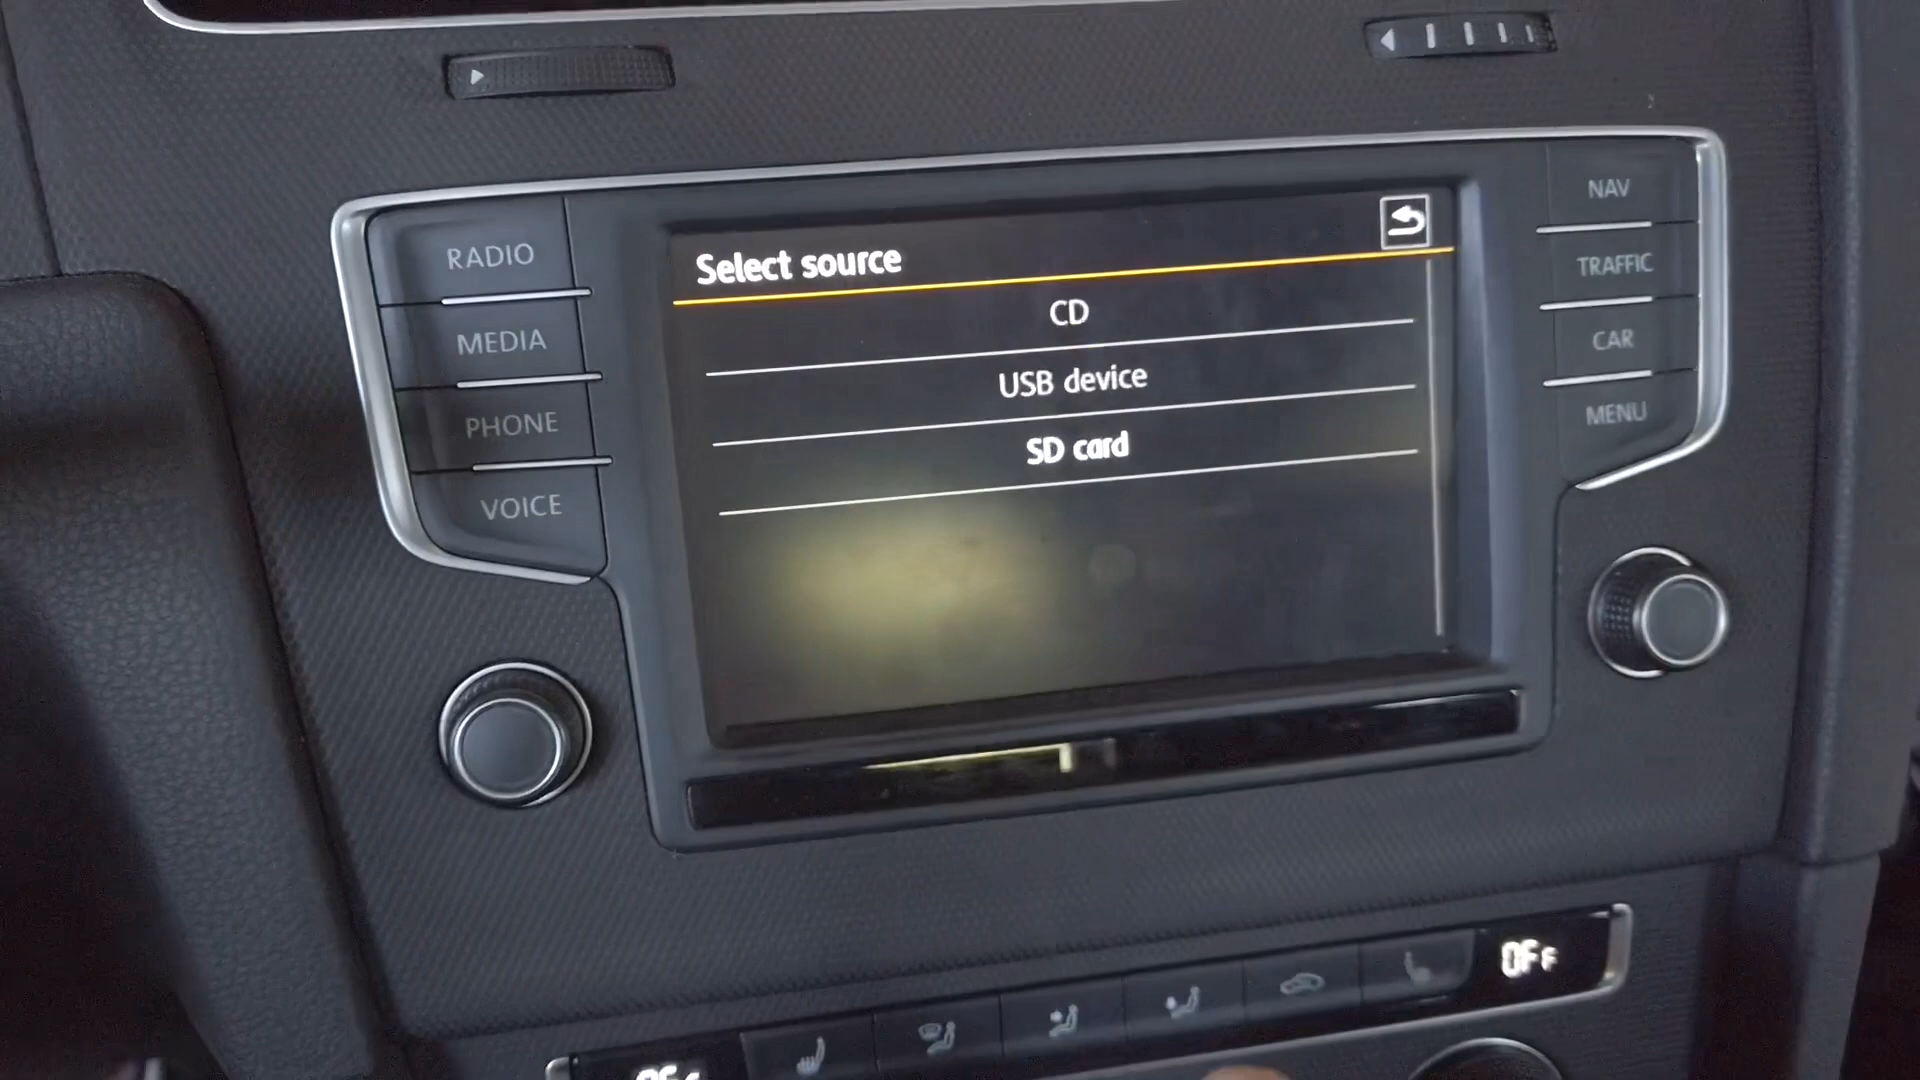 RADIO
MEDIA
PHONE
VOICE
Select source
CD
USB device
SD card
NAV
TRAFFIC
CAR
MENU
OFF